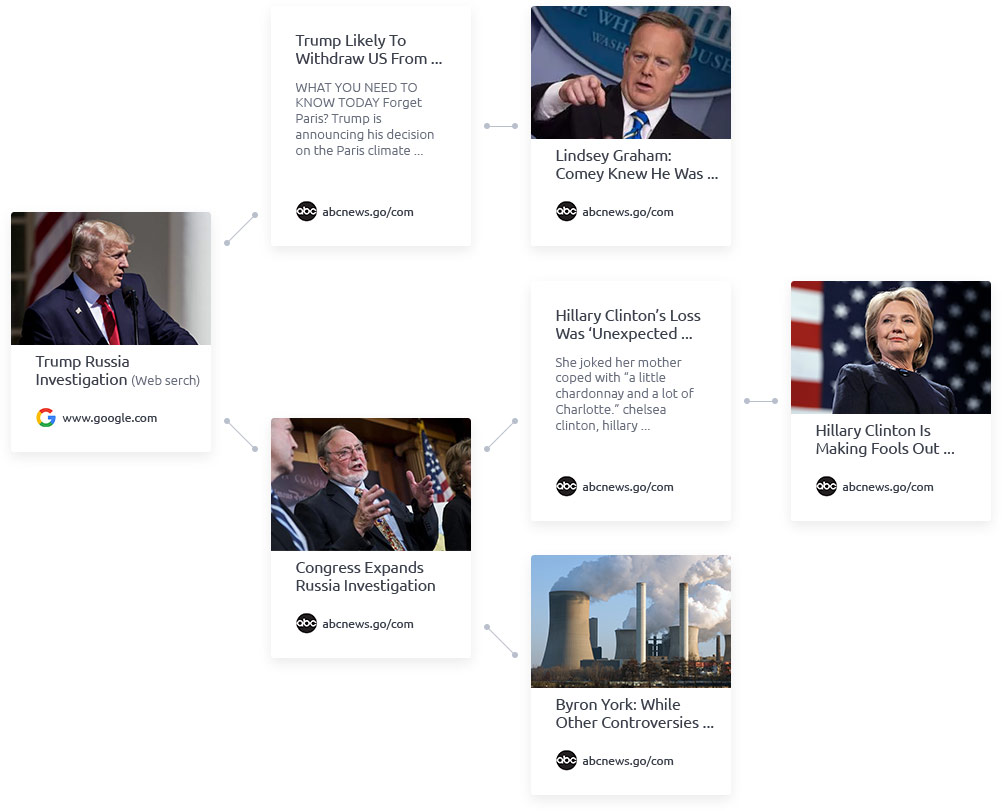 Trump Likely To
Withdraw US From ...
WHAT YOU NEED TO
KNOW TODAY Forget
Paris? Trump is
announcing his decision
on the Paris climate ...
abc abcnews.go/com
Lindsey Graham:
Comey Knew He Was ...
abc abcnews.go/com
Trump Russia
Investigation (Web serch)
G www.google.com
Congress Expands
Russia Investigation
abc abcnews.go/com
Hillary Clinton’s Loss
Was ‘Unexpected ...
She joked her mother
coped with “a little
chardonnay and a lot of
Charlotte.” chelsea
clinton, hillary ...
abc abcnews.go/com
Hillary Clinton Is
Making Fools Out ...
abc abcnews.go/com
Byron York: While
Other Controversies ...
abc abcnews.go/com